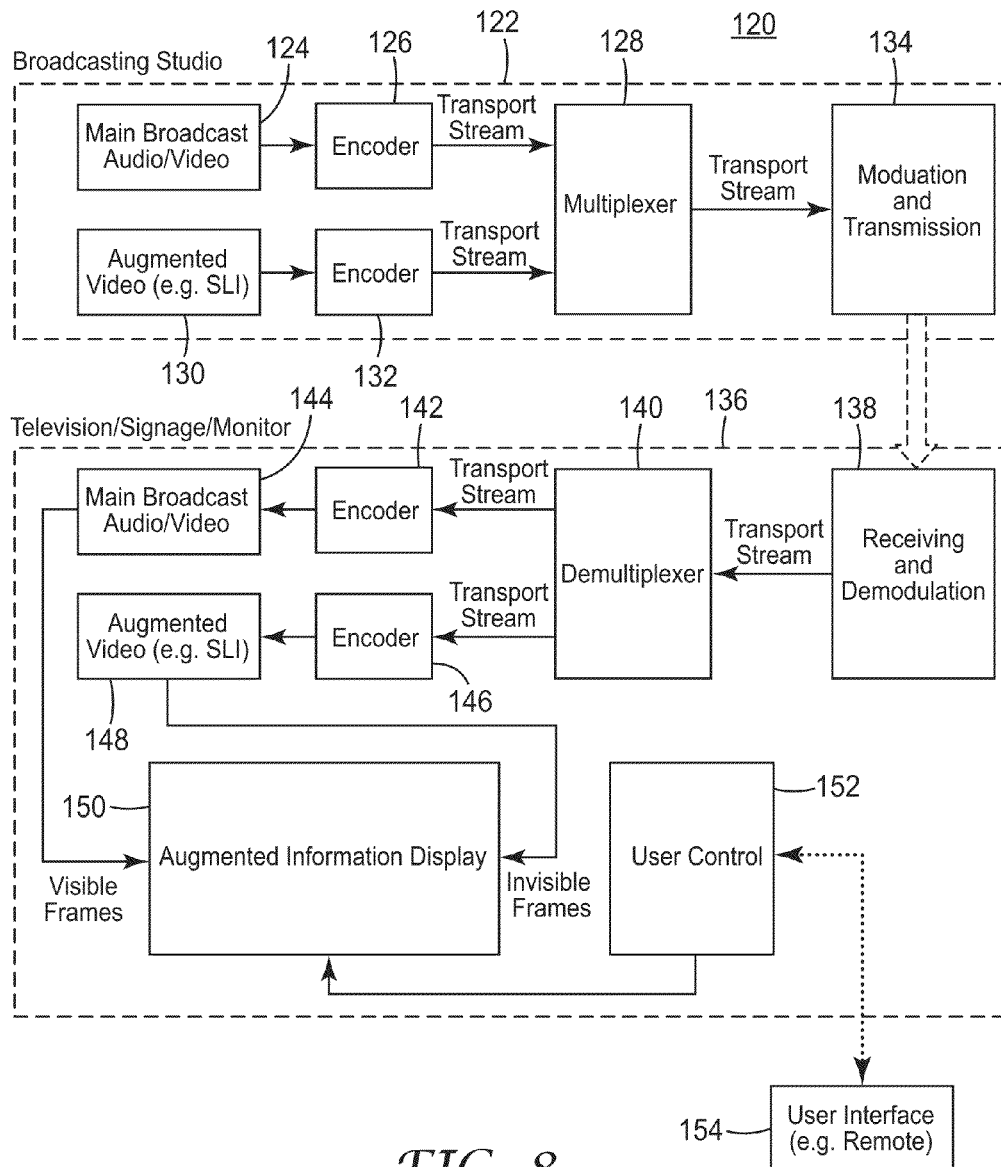 120
122
124
126
128
134
Broadcasting Studio
Main Broadcast
Audio/Video
Encoder
Transport
Stream
Multiplexer
Transport
Stream
Moduation
and
Transmission
Augmented
Video (e.g. SLI)
Encoder
Transport
Stream
130
132
144
142
140
136
138
Television/Signage/Monitor
Main Broadcast
Audio/Video
Encoder
Transport
Stream
Demultiplexer
Transport
Stream
Receiving
and
Demodulation
Augmented
Video (e.g. SLI)
Encoder
Transport
Stream
148
146
150
Augmented Information Display
Visible
Frames
Invisible
Frames
152
User Control
154
User Interface
(e.g. Remote)
FIG. 8